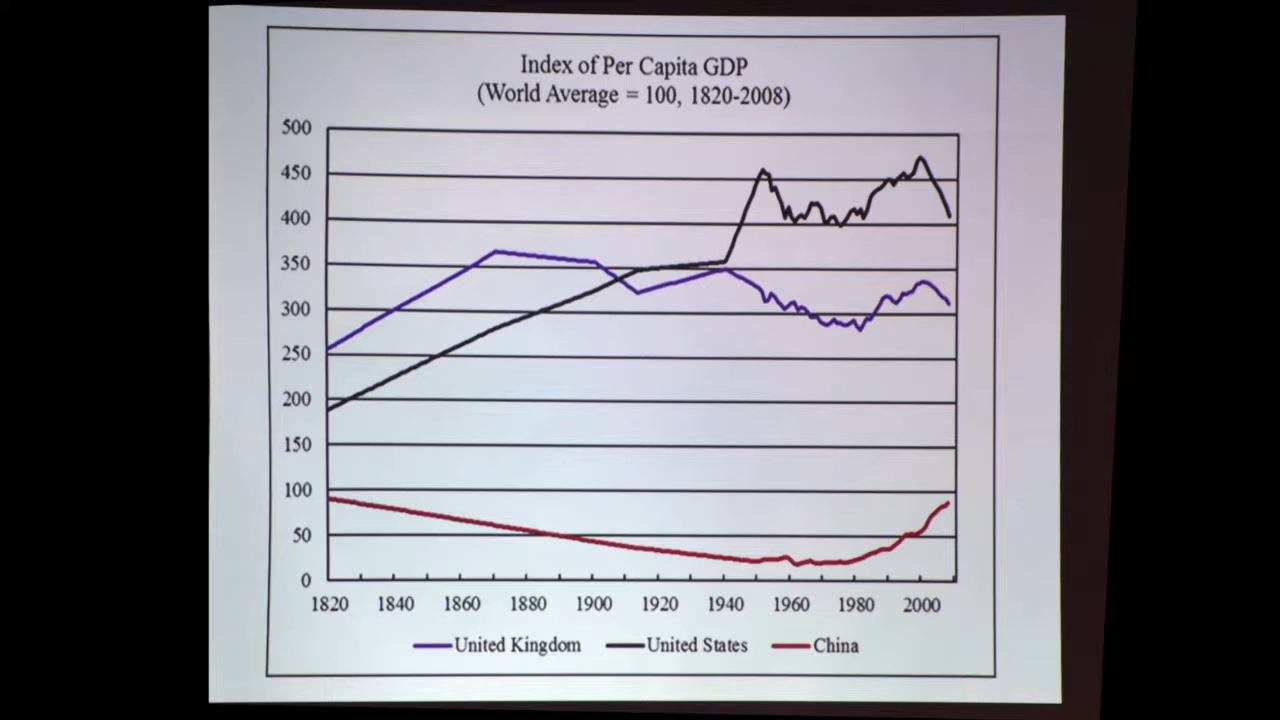 Index of Per Capita GDP
(World Average = 100, 1820-2008)
500
450
400
350
300
250
200
150
100
50
0
1820 1840 1860 1880 1900 1920 1940 1960 1980 2000
United Kingdom United States China